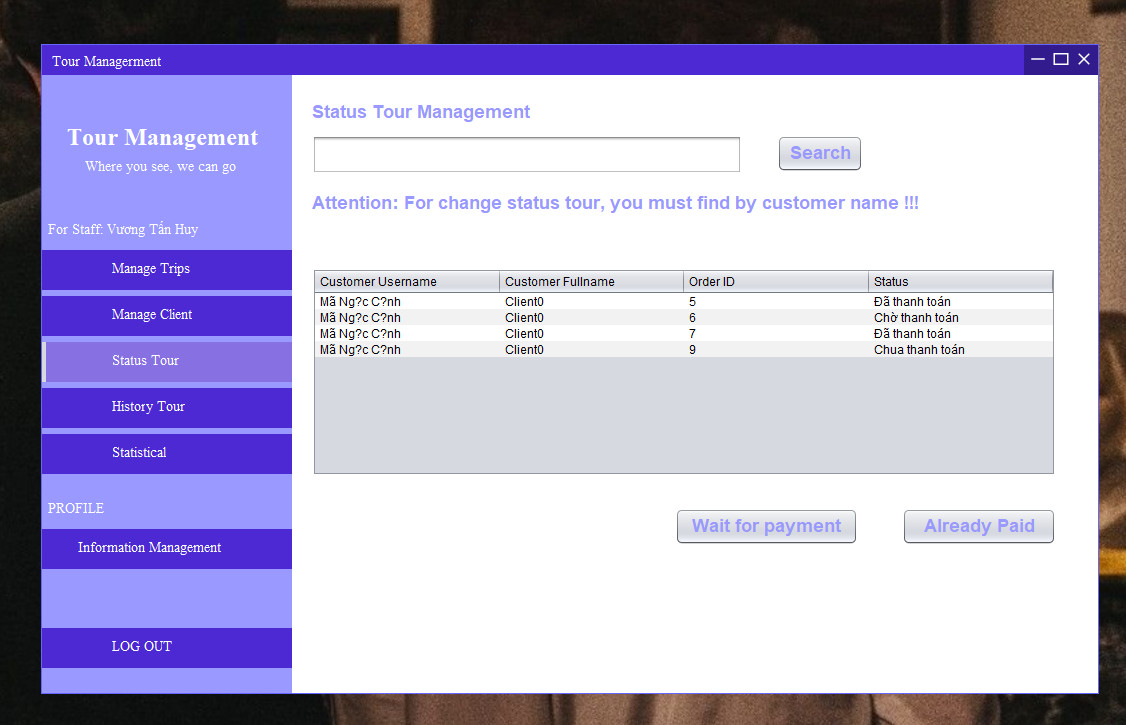 Tour Managerment
Tour Management
Where you see, we can go
For Staff: Vương Tấn Huy
Manage Trips
Manage Client
Status Tour
History Tour
Statistical
PROFILE
Information Management
LOG OUT
Status Tour Management
Search
Attention: For change status tour, you must find by customer name !!!
Customer Username Customer Fullname Order ID Status
Mã Ng?c C?nh Client0 5 Đã thanh toán
Mã Ng?c C?nh Client0 6 Chờ thanh toán
Mã Ng?c C?nh Client0 7 Đã thanh toán
Mã Ng?c C?nh Client0 9 Chua thanh toán
Wait for payment Already Paid